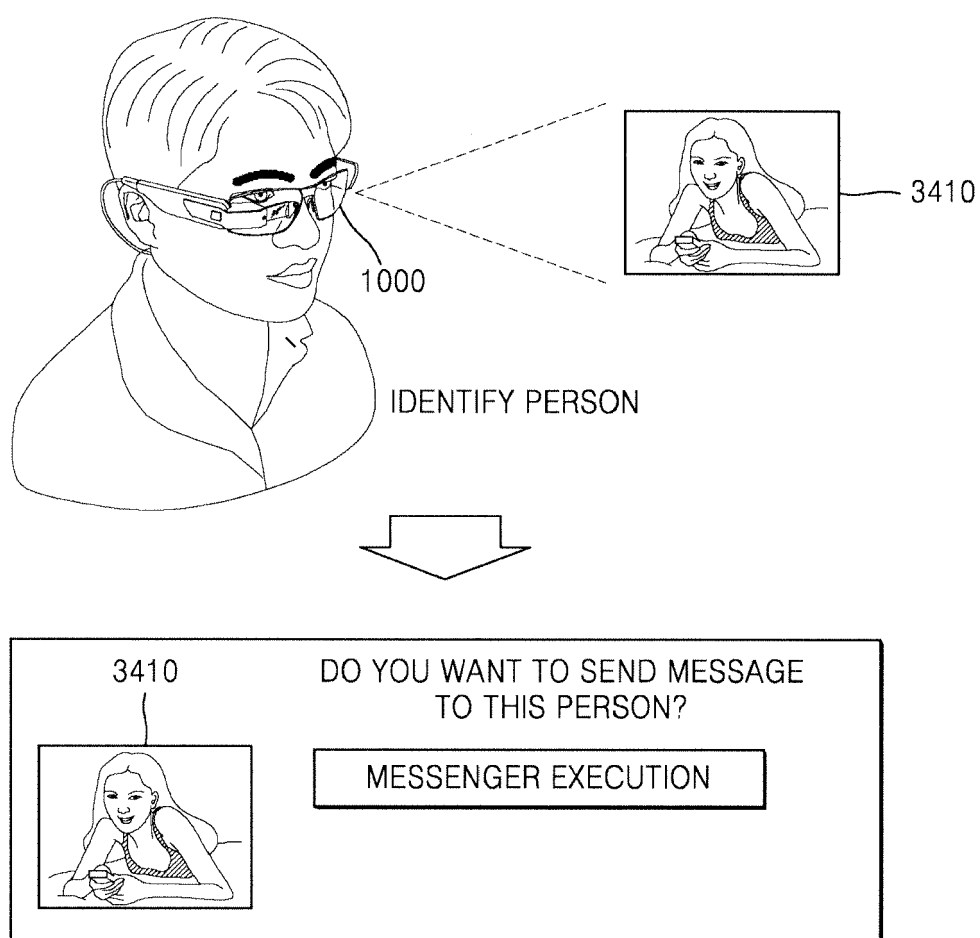 3410
1000
IDENTIFY PERSON
3410
DO YOU WANT TO SEND MESSAGE
TO THIS PERSON?
MESSENGER EXECUTION